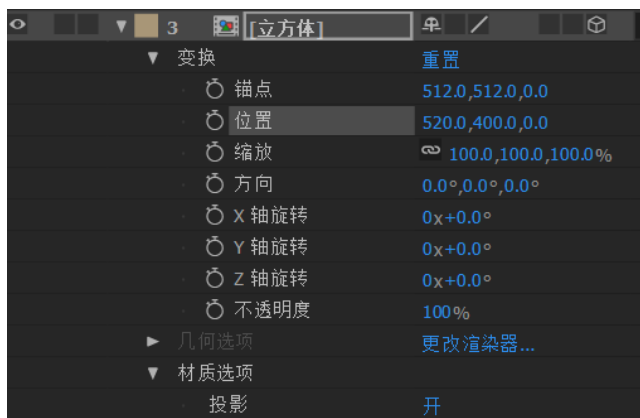 3 [立方体]
变换 重置
锚点 512.0,512.0,0.0
位置 520.0,400.0,0.0
缩放 100.0,100.0,100.0%
方向 0.0°,0.0°,0.0°
X 轴旋转 0x+0.0°
Y 轴旋转 0x+0.0°
Z 轴旋转 0x+0.0°
不透明度 100%
几何选项 更改渲染器...
材质选项
投影 开